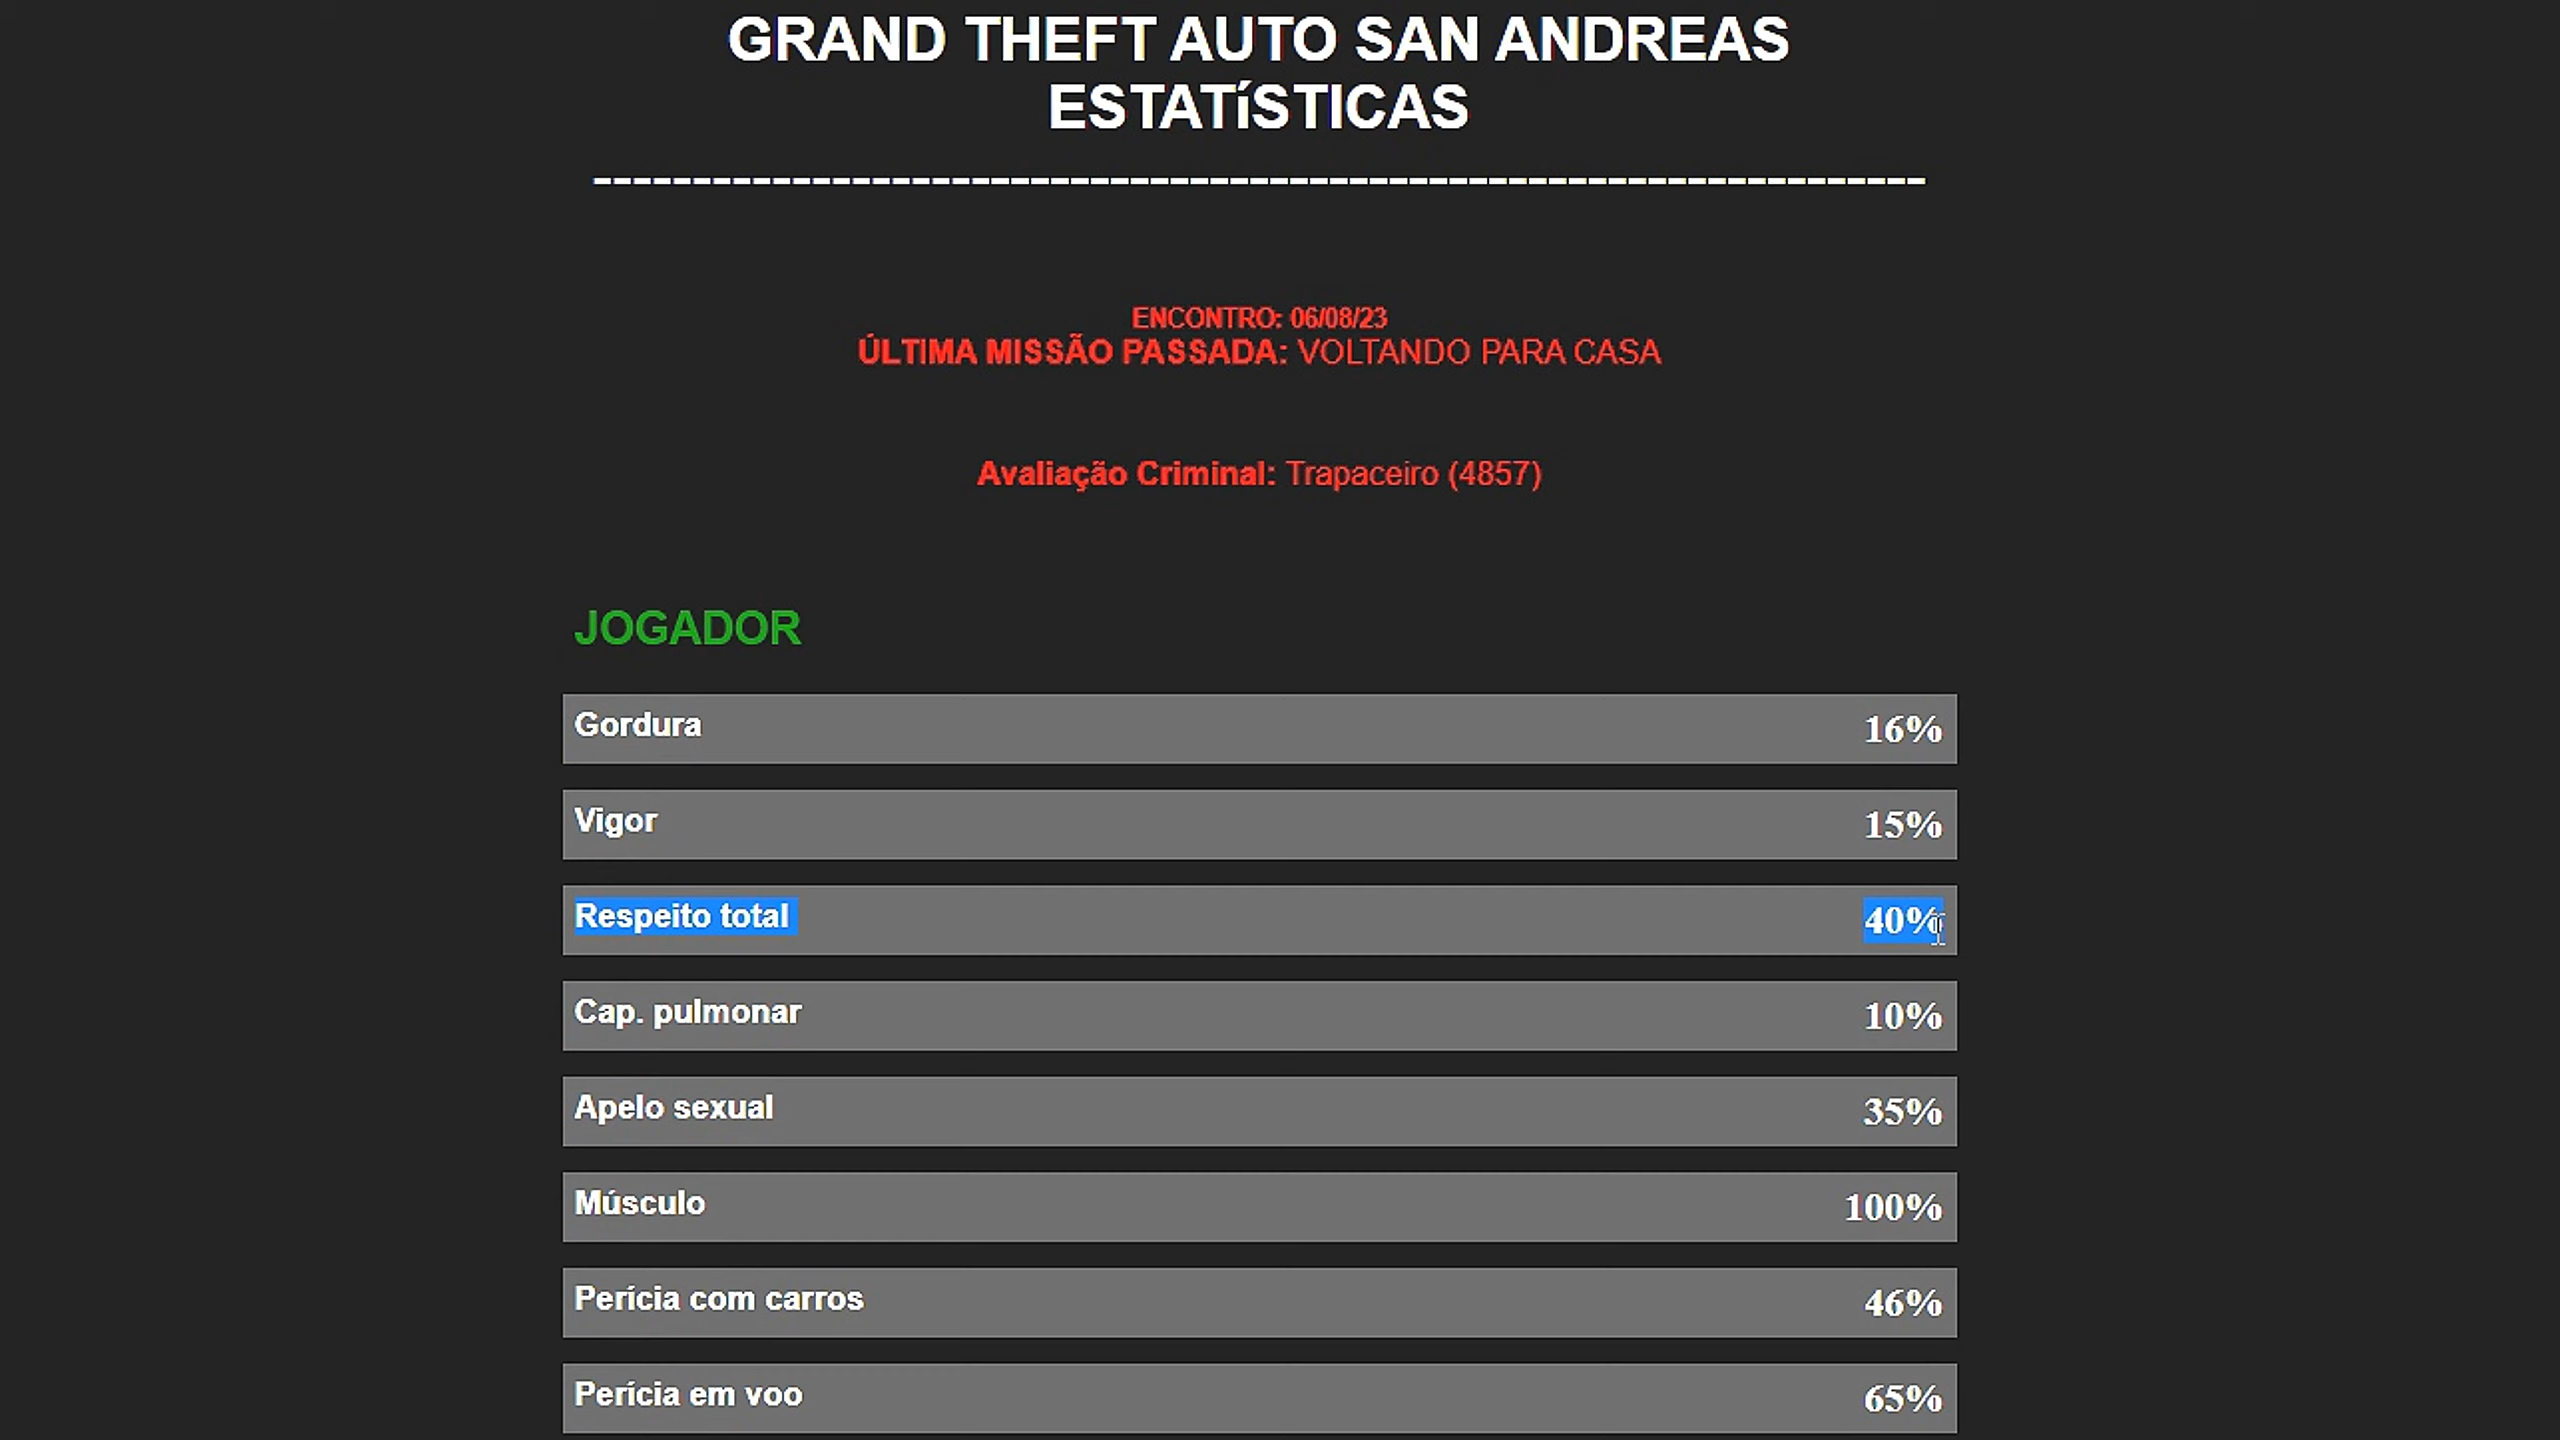 GRAND THEFT AUTO SAN ANDREAS
ESTATíSTICAS
-------------------------------------------------------------------
ENCONTRO: 06/08/23
ÚLTIMA MISSÃO PASSADA: VOLTANDO PARA CASA
Avaliação Criminal: Trapaceiro (4857)
JOGADOR
Gordura 16%
Vigor 15%
Respeito total 40%
Cap. pulmonar 10%
Apelo sexual 35%
Músculo 100%
Perícia com carros 46%
Perícia em voo 65%